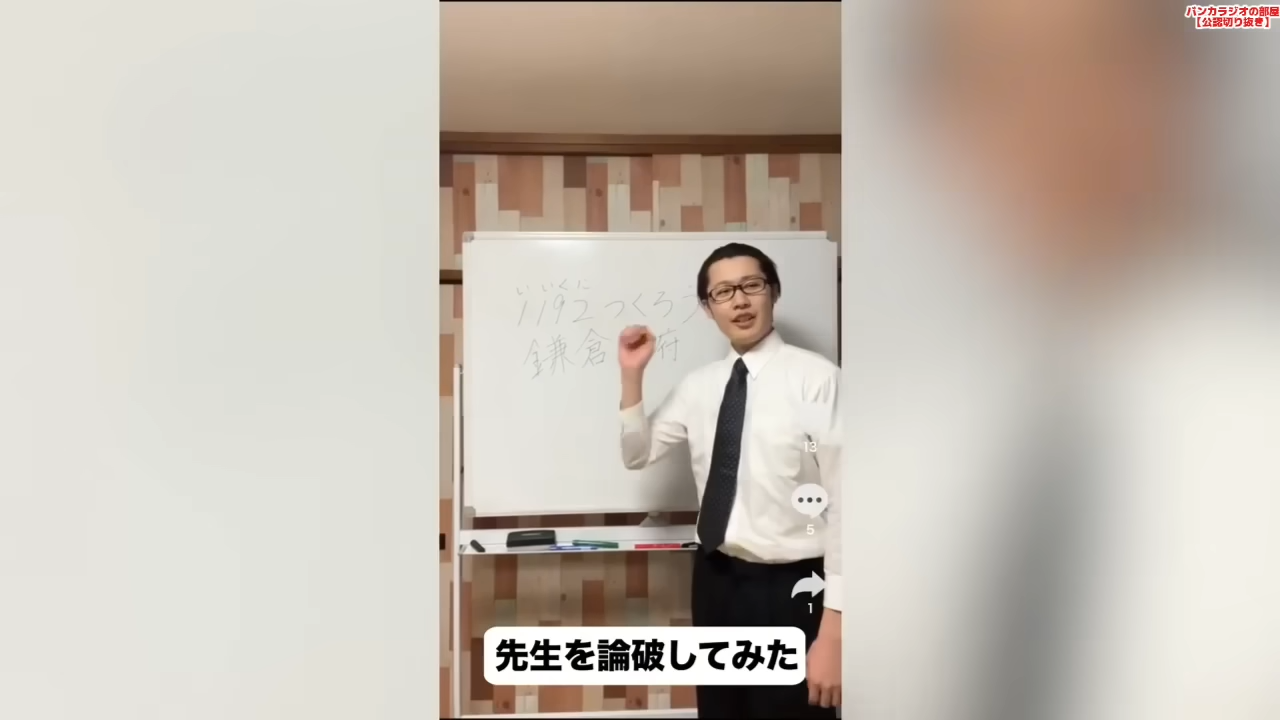 バンカラジオの部屋
【公認切り抜き】
いいくに
1192つくろう
鎌倉 府
13
5
1
先生を論破してみた